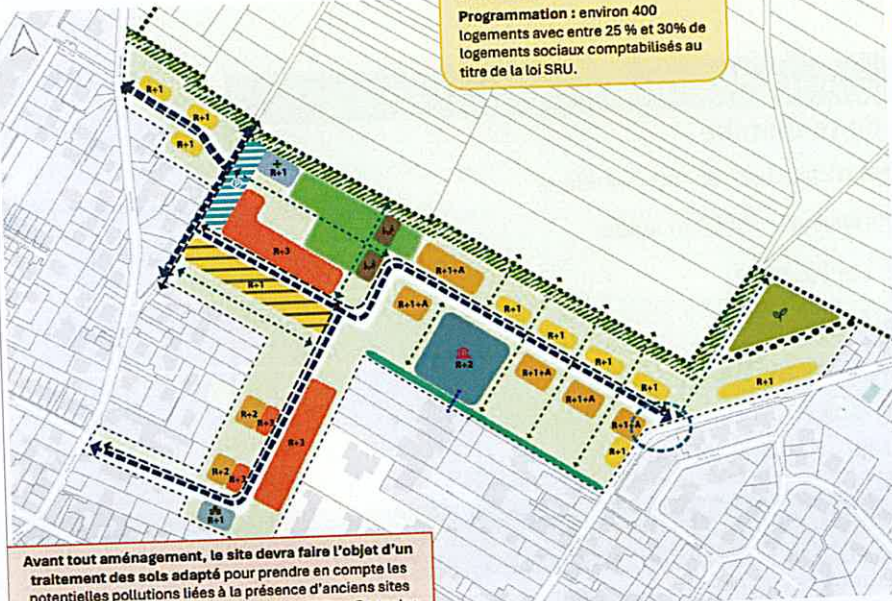 Programmation : environ 400
logements avec entre 25 % et 30% de
logements sociaux comptabilisés au
titre de la loi SRU.
R+1
R+1
R+1
R+1
R+3
R+1
R+1+A
R+1+A
R+1
R+1
R+2
R+1
R+1+A
R+1
R+1
R+1+A
R+1+A
R+1
R+2
R+3
R+2
R+1
Avant tout aménagement, le site devra faire l'objet d'un
traitement des sols adapté pour prendre en compte les
potentielles pollutions liées à la présence d'anciens sites